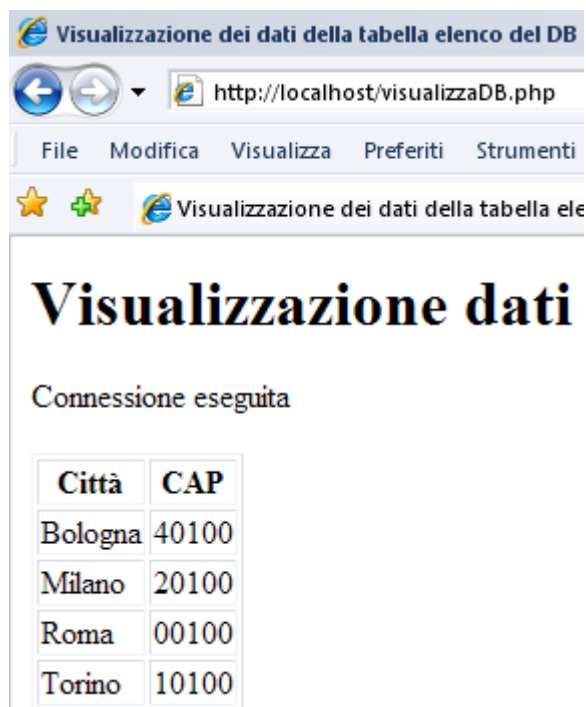 Visualizzazione dei dati della tabella elenco del DB
http://localhost/visualizzaDB.php
File Modifica Visualizza Preferiti Strumenti
Visualizzazione dei dati della tabella ele
Visualizzazione dati
Connessione eseguita
Città CAP
Bologna 40100
Milano 20100
Roma 00100
Torino 10100